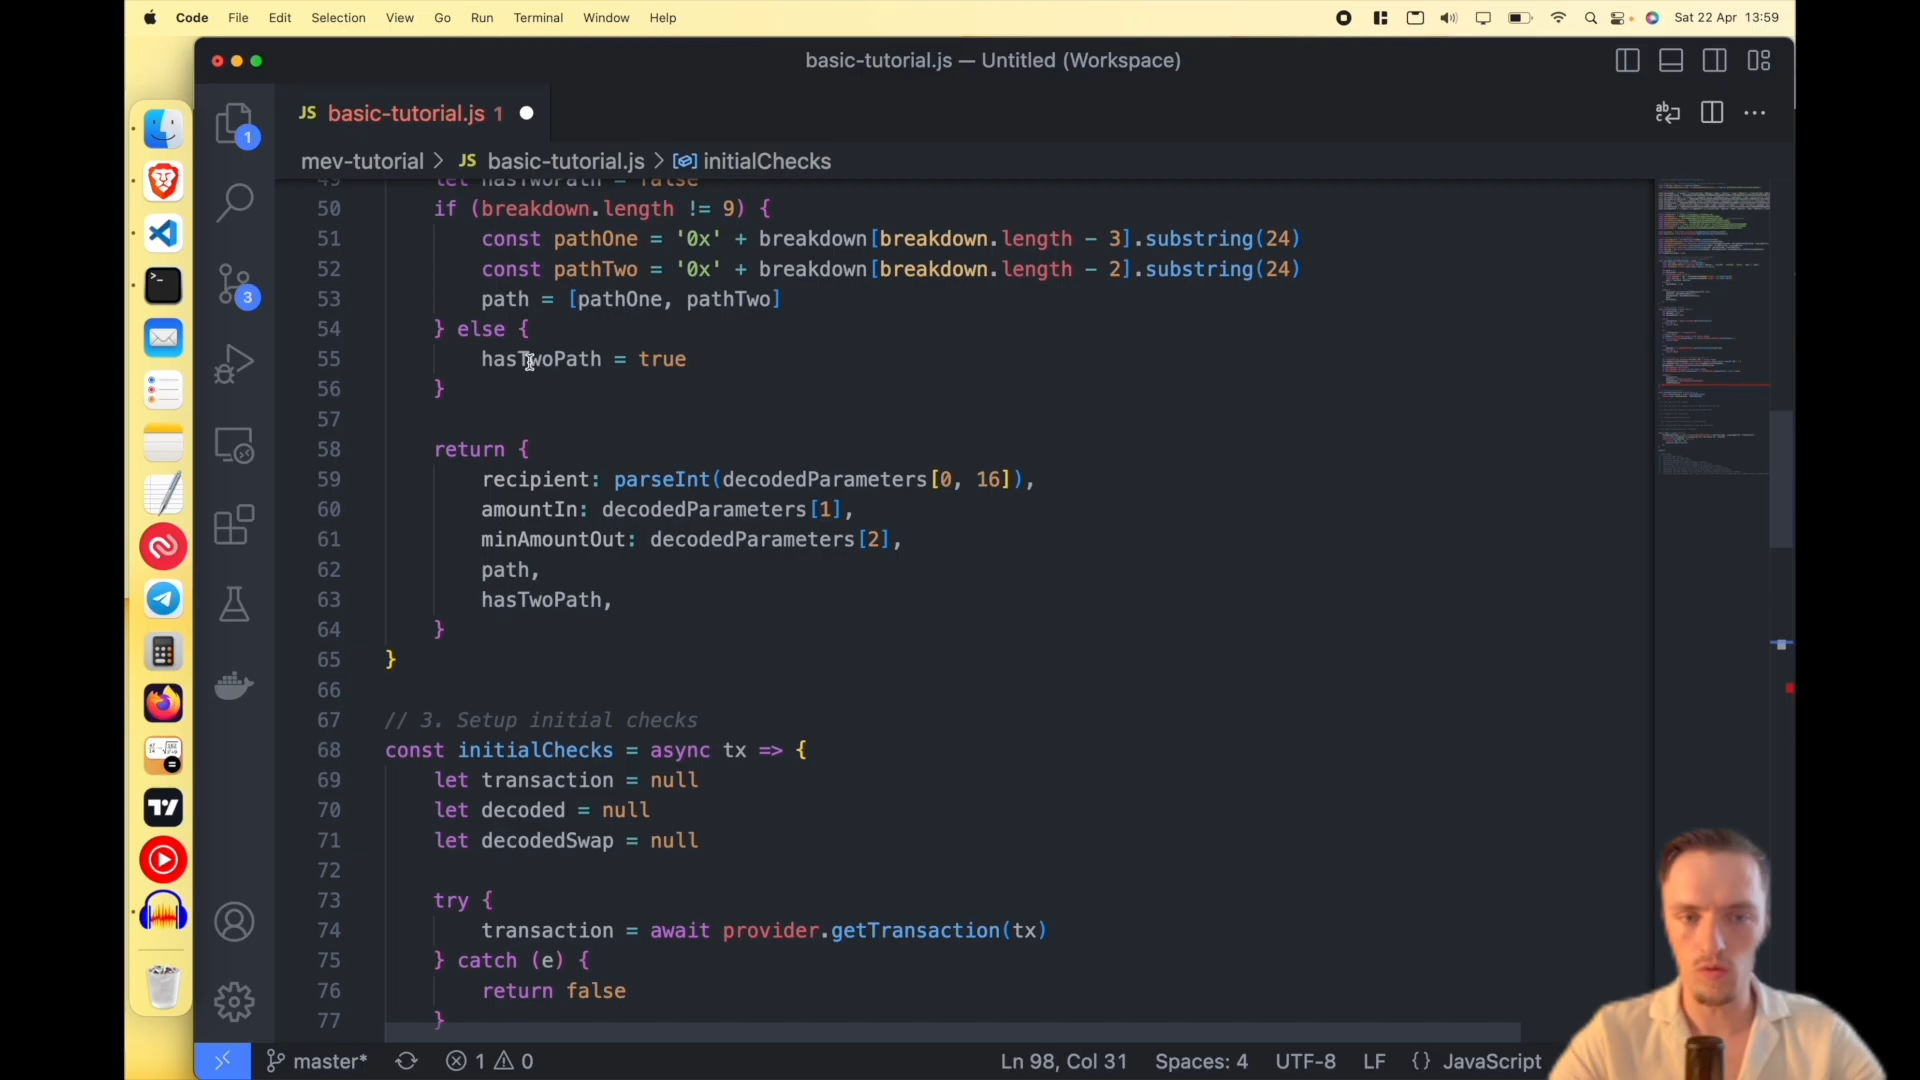 Code File Edit Selection View Go Run Terminal Window Help Sat 22 Apr 13:59
basic-tutorial.js — Untitled (Workspace)
JS basic-tutorial.js 1
mev-tutorial > JS basic-tutorial.js > initialChecks
49 let hasTwoPath = false
50 if (breakdown.length != 9) {
51 const pathOne = '0x' + breakdown[breakdown.length - 3].substring(24)
52 const pathTwo = '0x' + breakdown[breakdown.length - 2].substring(24)
53 path = [pathOne, pathTwo]
54 } else {
55 hasTwoPath = true
56 }
57
58 return {
59 recipient: parseInt(decodedParameters[0, 16]),
60 amountIn: decodedParameters[1],
61 minAmountOut: decodedParameters[2],
62 path,
63 hasTwoPath,
64 }
65 }
66
67 // 3. Setup initial checks
68 const initialChecks = async tx => {
69 let transaction = null
70 let decoded = null
71 let decodedSwap = null
72
73 try {
74 transaction = await provider.getTransaction(tx)
75 } catch (e) {
76 return false
77 }
1
3
master* 1 0 Ln 98, Col 31 Spaces: 4 UTF-8 LF {} JavaScript